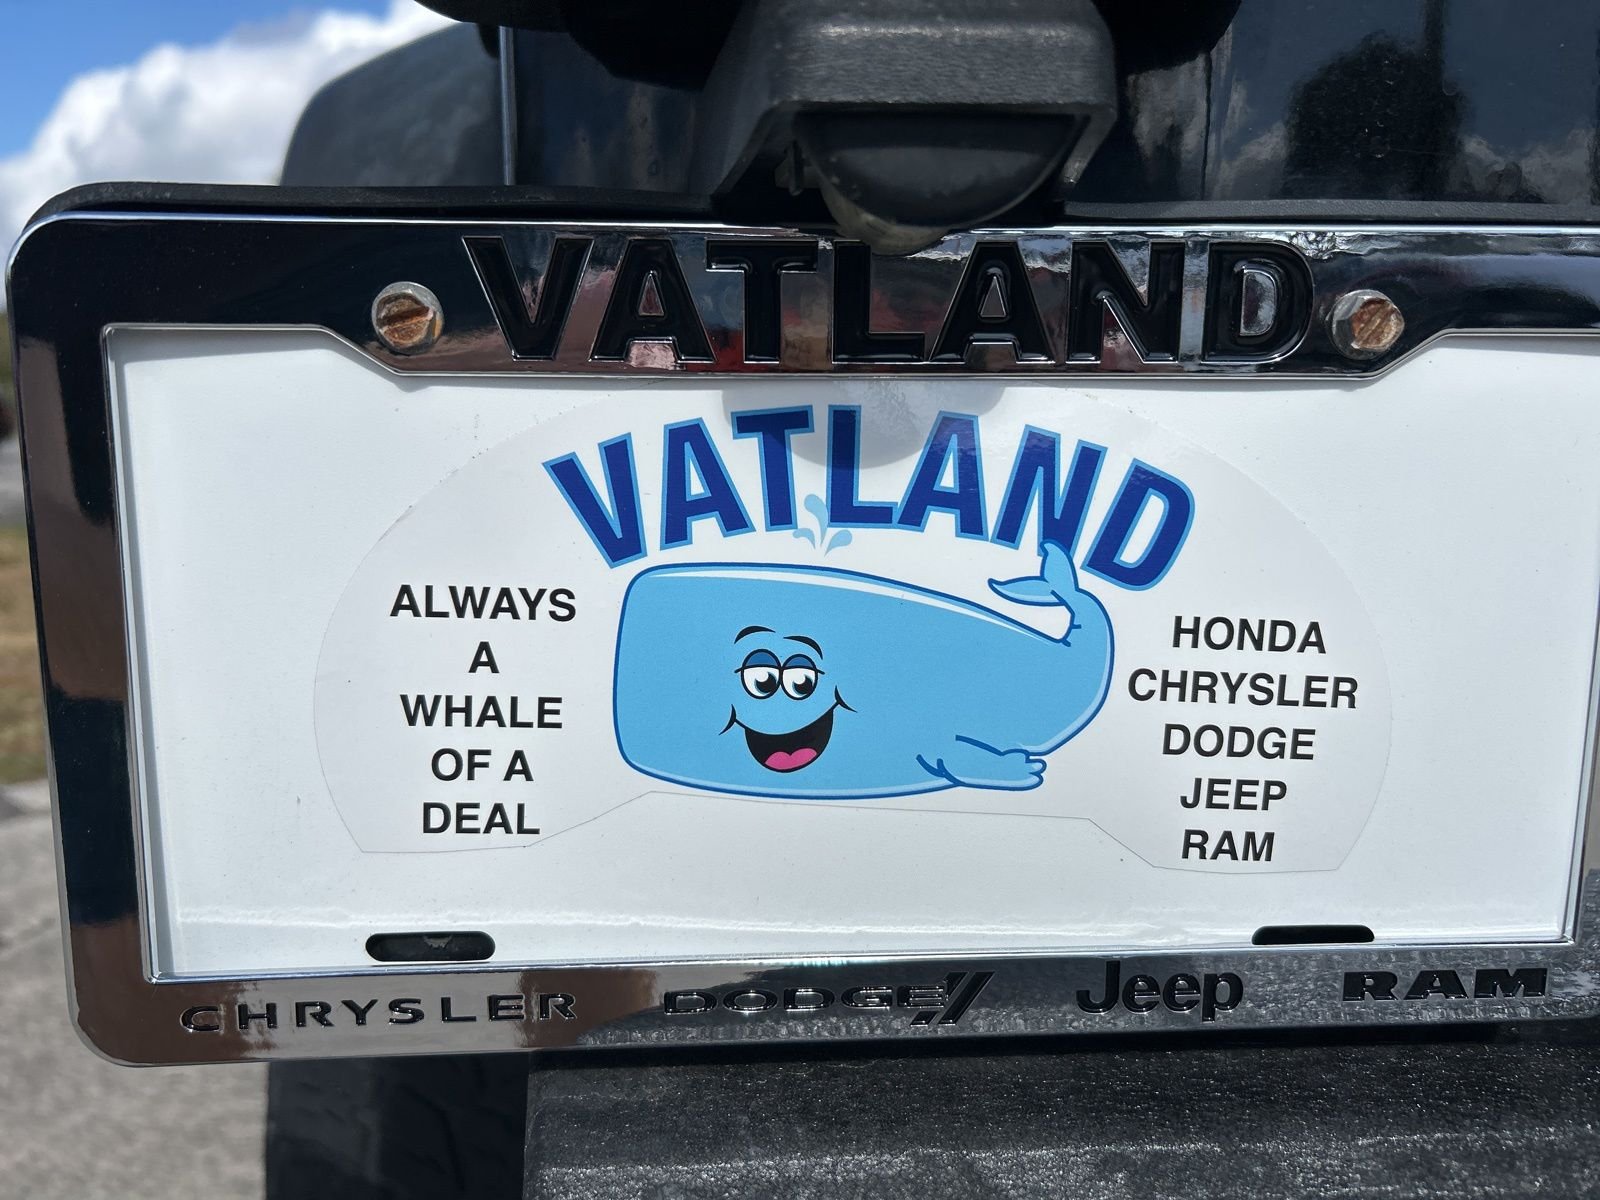 VATLAND
VATLAND
ALWAYS
A
WHALE
OF A
DEAL
HONDA
CHRYSLER
DODGE
JEEP
RAM
CHRYSLER DODGE Jeep RAM